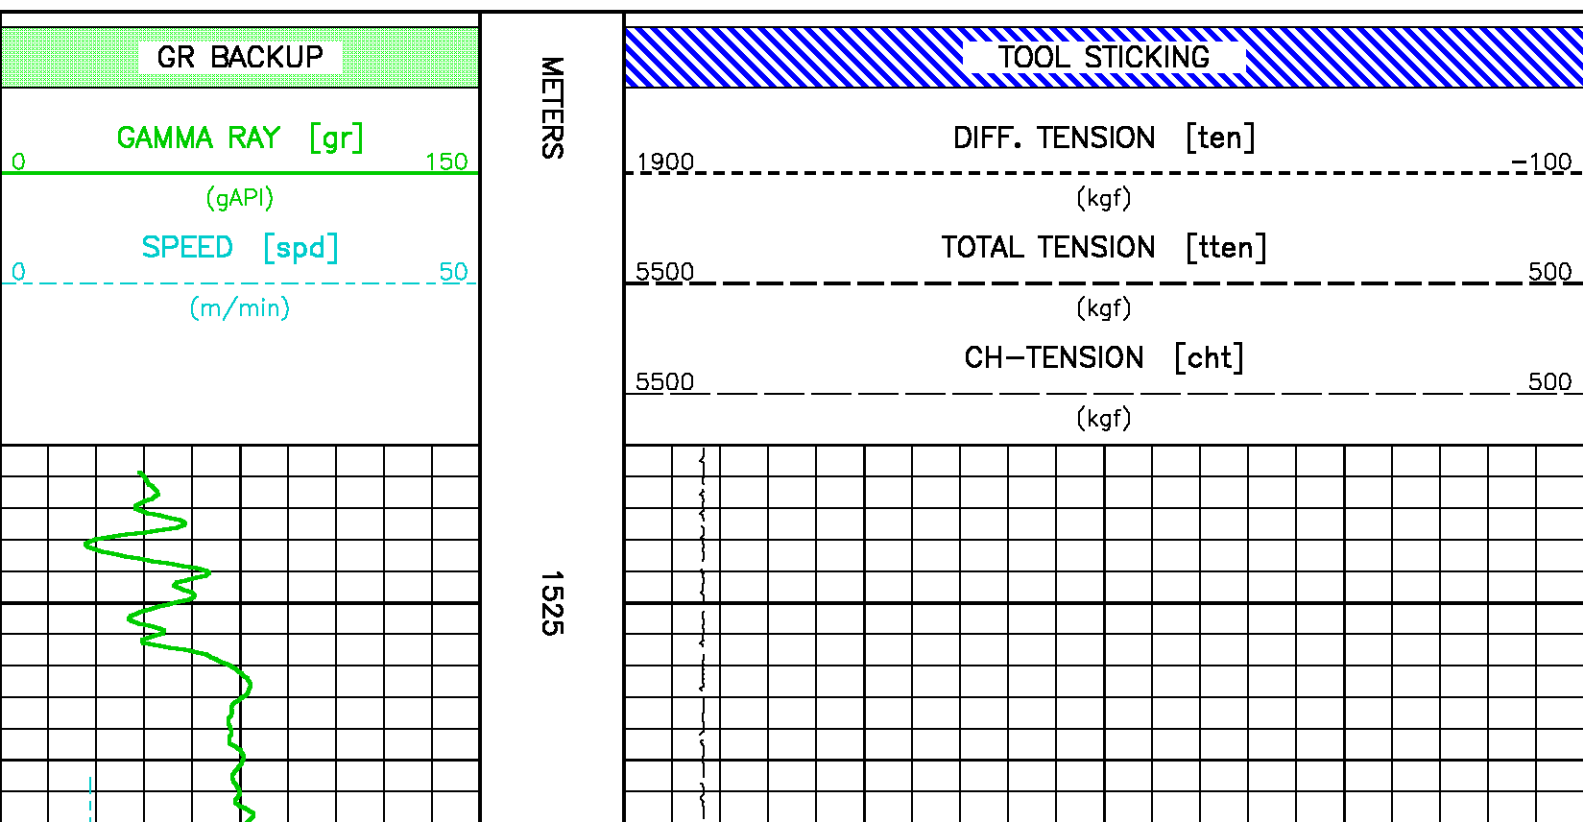 GR BACKUP
GAMMA RAY [gr]
0 150
(gAPI)
SPEED [spd]
0 50
(m/min)
METERS
1525
TOOL STICKING
DIFF. TENSION [ten]
1900 -100
(kgf)
TOTAL TENSION [tten]
5500 500
(kgf)
CH-TENSION [cht]
5500 500
(kgf)